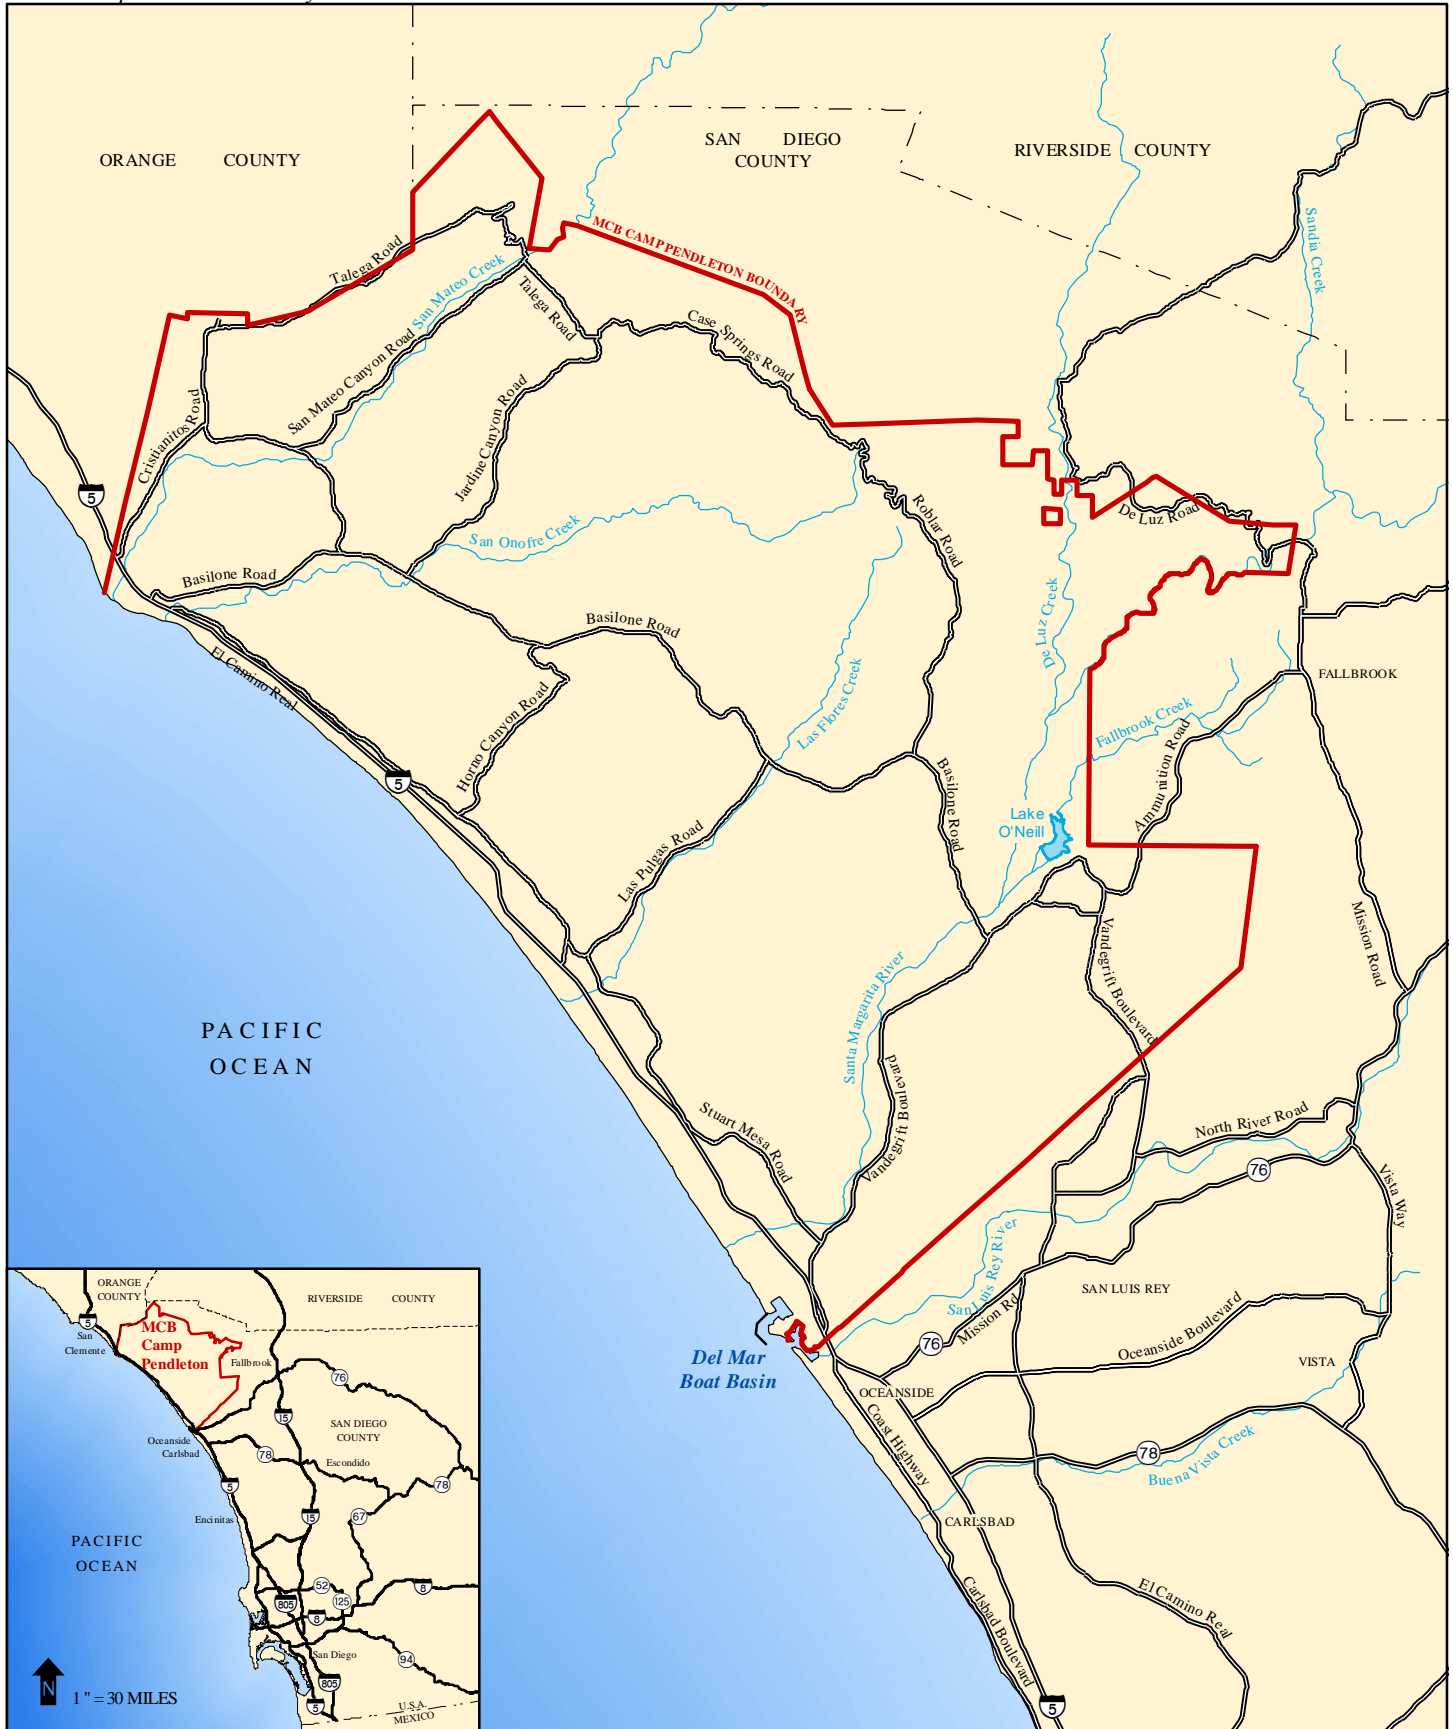 ORANGE COUNTY
SAN DIEGO
COUNTY
RIVERSIDE COUNTY
MCB CAMP PENDLETON BOUNDARY
Talega Road
San Mateo Creek
San Mateo Canyon Road
Talega Road
Case Springs Road
Sandia Creek
Cristianitos Road
Jardine Canyon Road
5
San Onofre Creek
Roblar Road
De Luz Road
Basilone Road
Basilone Road
De Luz Creek
El Camino Real
FALLBROOK
Las Flores Creek
Horno Canyon Road
Fallbrook Creek
Ammunition Road
5
Basilone Road
Lake
O'Neill
Las Pulgas Road
Mission Road
Vandegrift Boulevard
Santa Margarita River
PACIFIC
OCEAN
Vandegrift Boulevard
Stuart Mesa Road
North River Road
76
Vista Way
San Luis Rey River
SAN LUIS REY
Mission Rd
76
Oceanside Boulevard
Del Mar
Boat Basin
VISTA
OCEANSIDE
Coast Highway
78
Buena Vista Creek
CARLSBAD
El Camino Real
Carlsbad Boulevard
5
ORANGE
COUNTY
RIVERSIDE COUNTY
5
San
Clemente
MCB
Camp
Pendleton
Fallbrook
76
15
SAN DIEGO
COUNTY
Oceanside
Carlsbad
78
Escondido
78
5
15
67
Encinitas
PACIFIC
OCEAN
52
8
125
805
8
San Diego
94
805
5
U.S.A.
MEXICO
N
1 " = 30 MILES